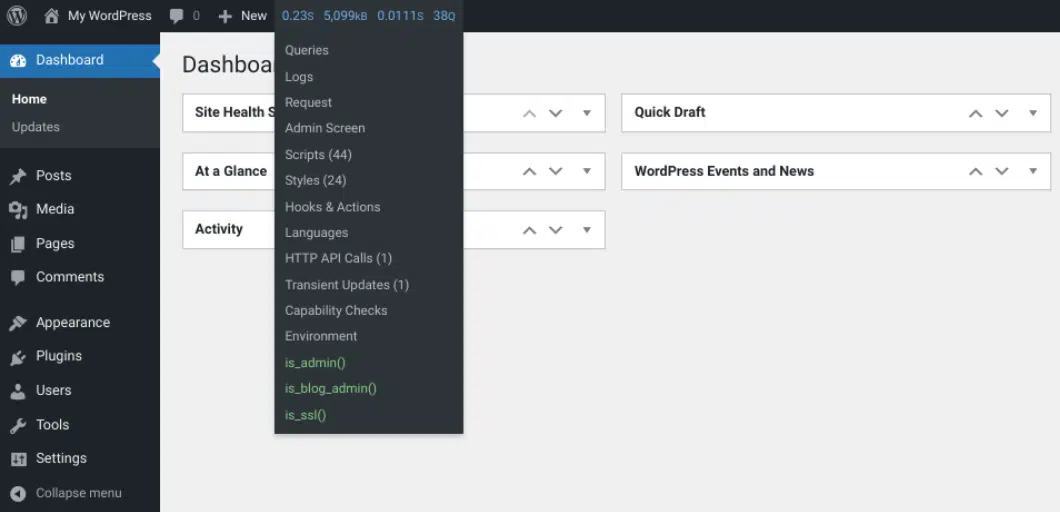 My WordPress 0 New 0.23S 5,099KB 0.0111S 38Q
Dashboard
Home
Updates
Posts
Media
Pages
Comments
Appearance
Plugins
Users
Tools
Settings
Collapse menu
Queries
Logs
Request
Admin Screen
Scripts (44)
Styles (24)
Hooks & Actions
Languages
HTTP API Calls (1)
Transient Updates (1)
Capability Checks
Environment
is_admin()
is_blog_admin()
is_ssl()
Dashboa
Site Health S
At a Glance
Activity
Quick Draft
WordPress Events and News